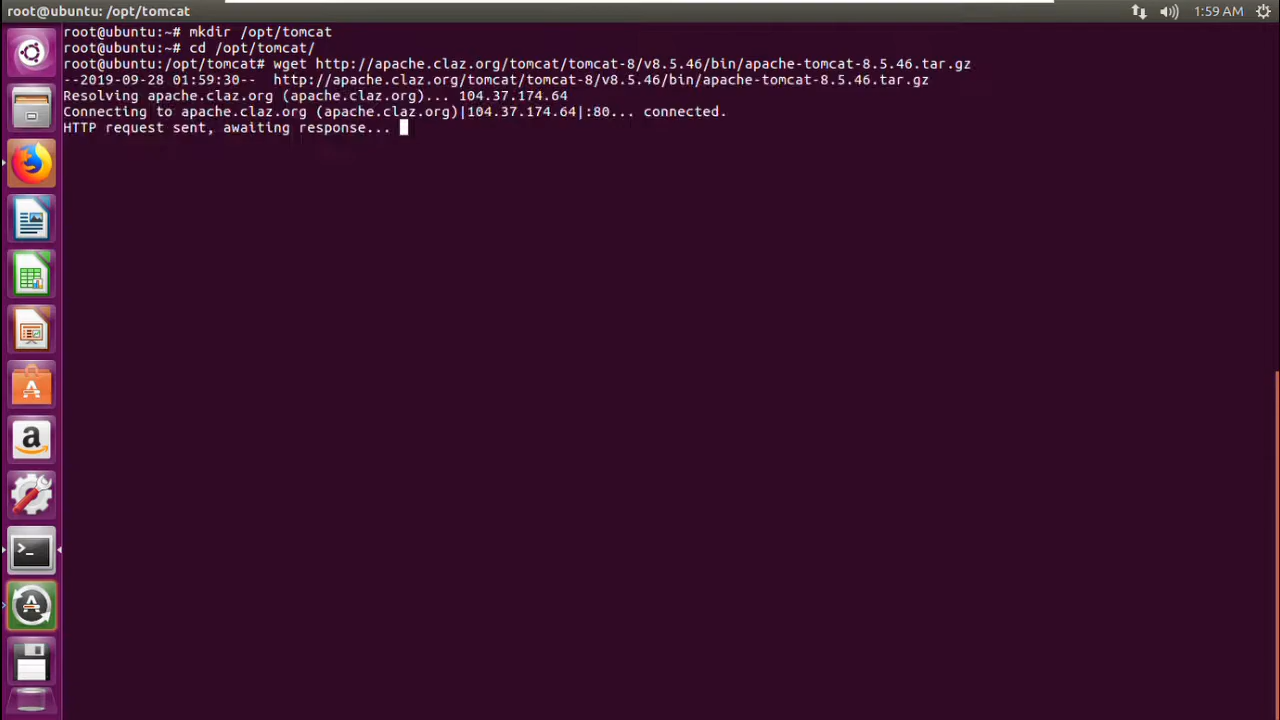 root@ubuntu: /opt/tomcat
1:59 AM
root@ubuntu:~# mkdir /opt/tomcat
root@ubuntu:~# cd /opt/tomcat/
root@ubuntu:/opt/tomcat# wget http://apache.claz.org/tomcat/tomcat-8/v8.5.46/bin/apache-tomcat-8.5.46.tar.gz
--2019-09-28 01:59:30-- http://apache.claz.org/tomcat/tomcat-8/v8.5.46/bin/apache-tomcat-8.5.46.tar.gz
Resolving apache.claz.org (apache.claz.org)... 104.37.174.64
Connecting to apache.claz.org (apache.claz.org)|104.37.174.64|:80... connected.
HTTP request sent, awaiting response...